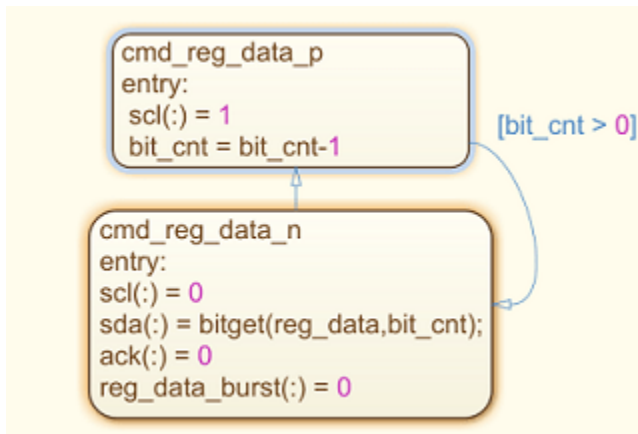 cmd_reg_data_p
entry:
scl(:) = 1
bit_cnt = bit_cnt-1
[bit_cnt > 0]
cmd_reg_data_n
entry:
scl(:) = 0
sda(:) = bitget(reg_data,bit_cnt);
ack(:) = 0
reg_data_burst(:) = 0